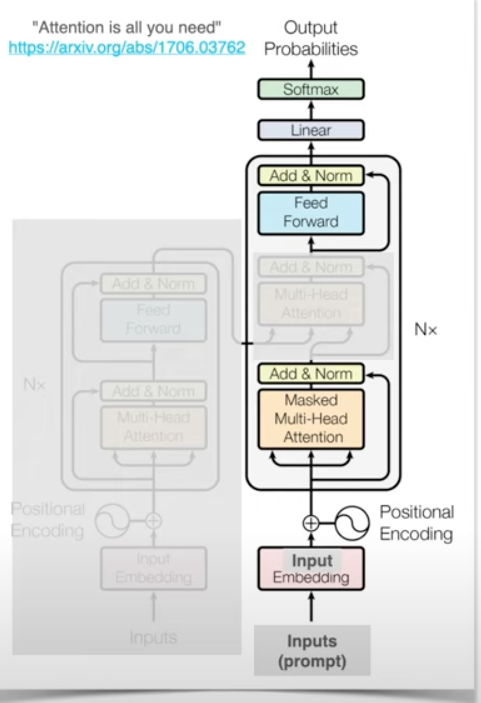 "Attention is all you need"
https://arxiv.org/abs/1706.03762
Output
Probabilities
Softmax
Linear
Add & Norm
Feed
Forward
Add & Norm
Multi-Head
Attention
Nx
Add & Norm
Masked
Multi-Head
Attention
Positional
Encoding
Input
Embedding
Inputs
(prompt)
Add & Norm
Feed
Forward
Nx
Add & Norm
Multi-Head
Attention
Positional
Encoding
Input
Embedding
Inputs